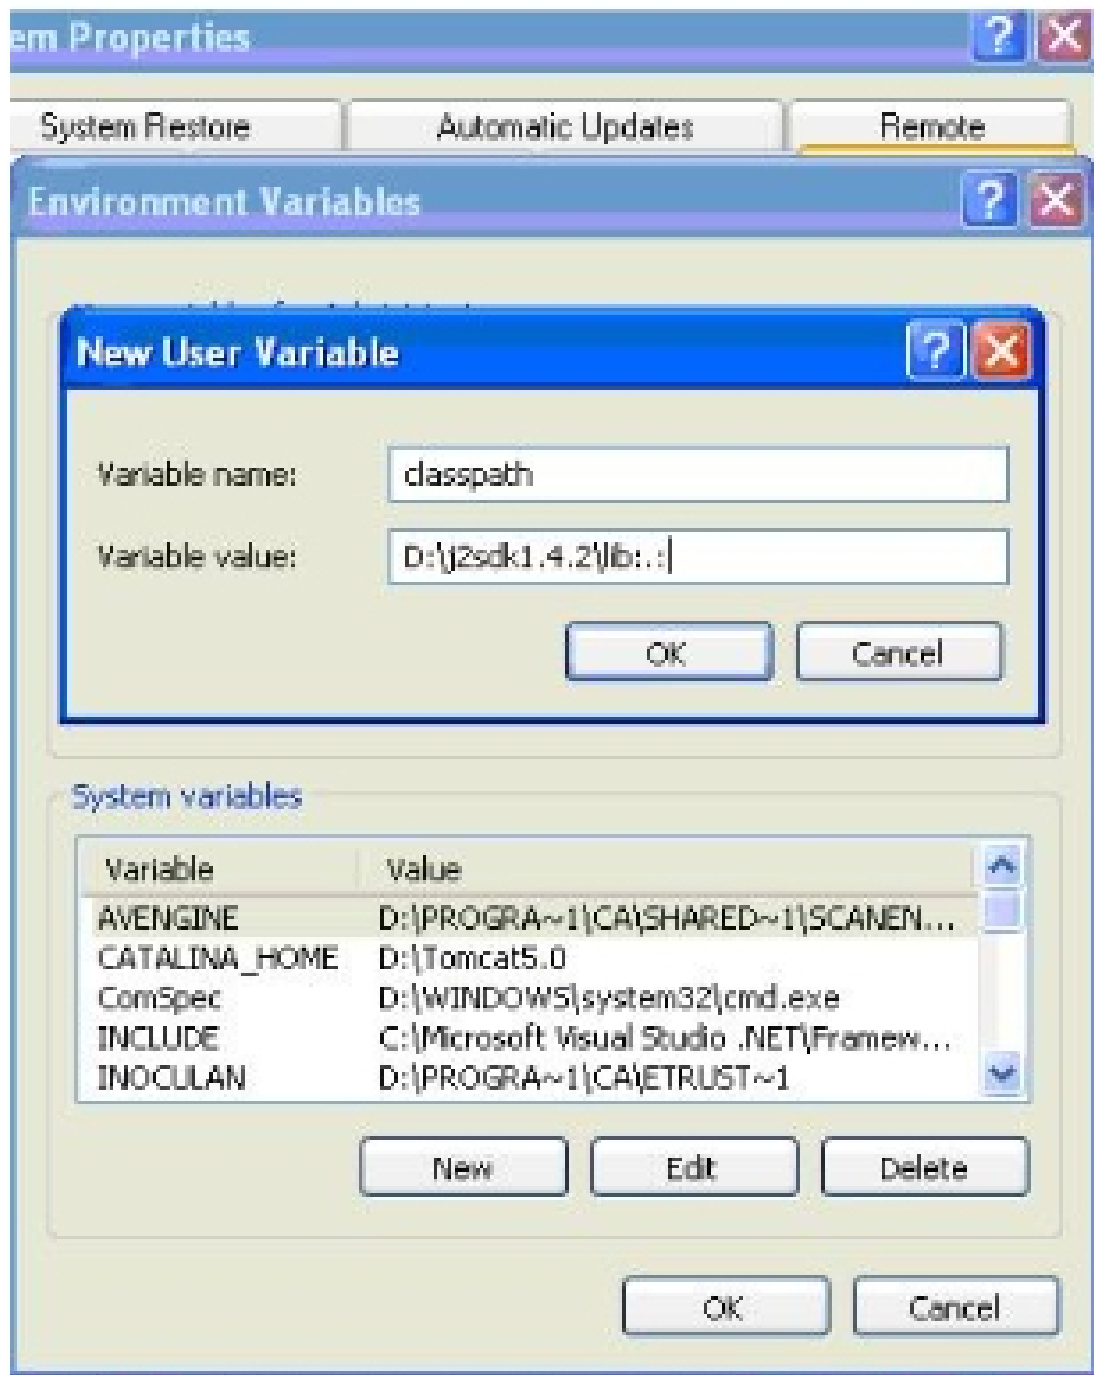 em Properties
System Restore Automatic Updates Remote
Environment Variables
New User Variable
Variable name: classpath
Variable value: D:\j2sdk1.4.2\lib:.:
OK Cancel
System variables
Variable Value
AVENGINE D:\PROGRA~1\CA\SHARED~1\SCANEN...
CATALINA_HOME D:\Tomcat5.0
ComSpec D:\WINDOWS\system32\cmd.exe
INCLUDE C:\Microsoft Visual Studio .NET\Framew...
INOCULAN D:\PROGRA~1\CA\ETRUST~1
New Edit Delete
OK Cancel